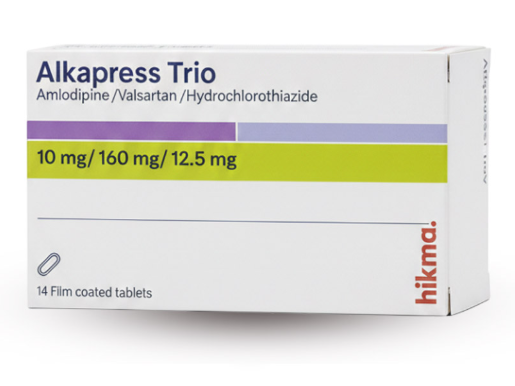 Alkapress Trio
Amlodipine/Valsartan/Hydrochlorothiazide
10 mg/ 160 mg/ 12.5 mg
14 Film coated tablets
hikma.